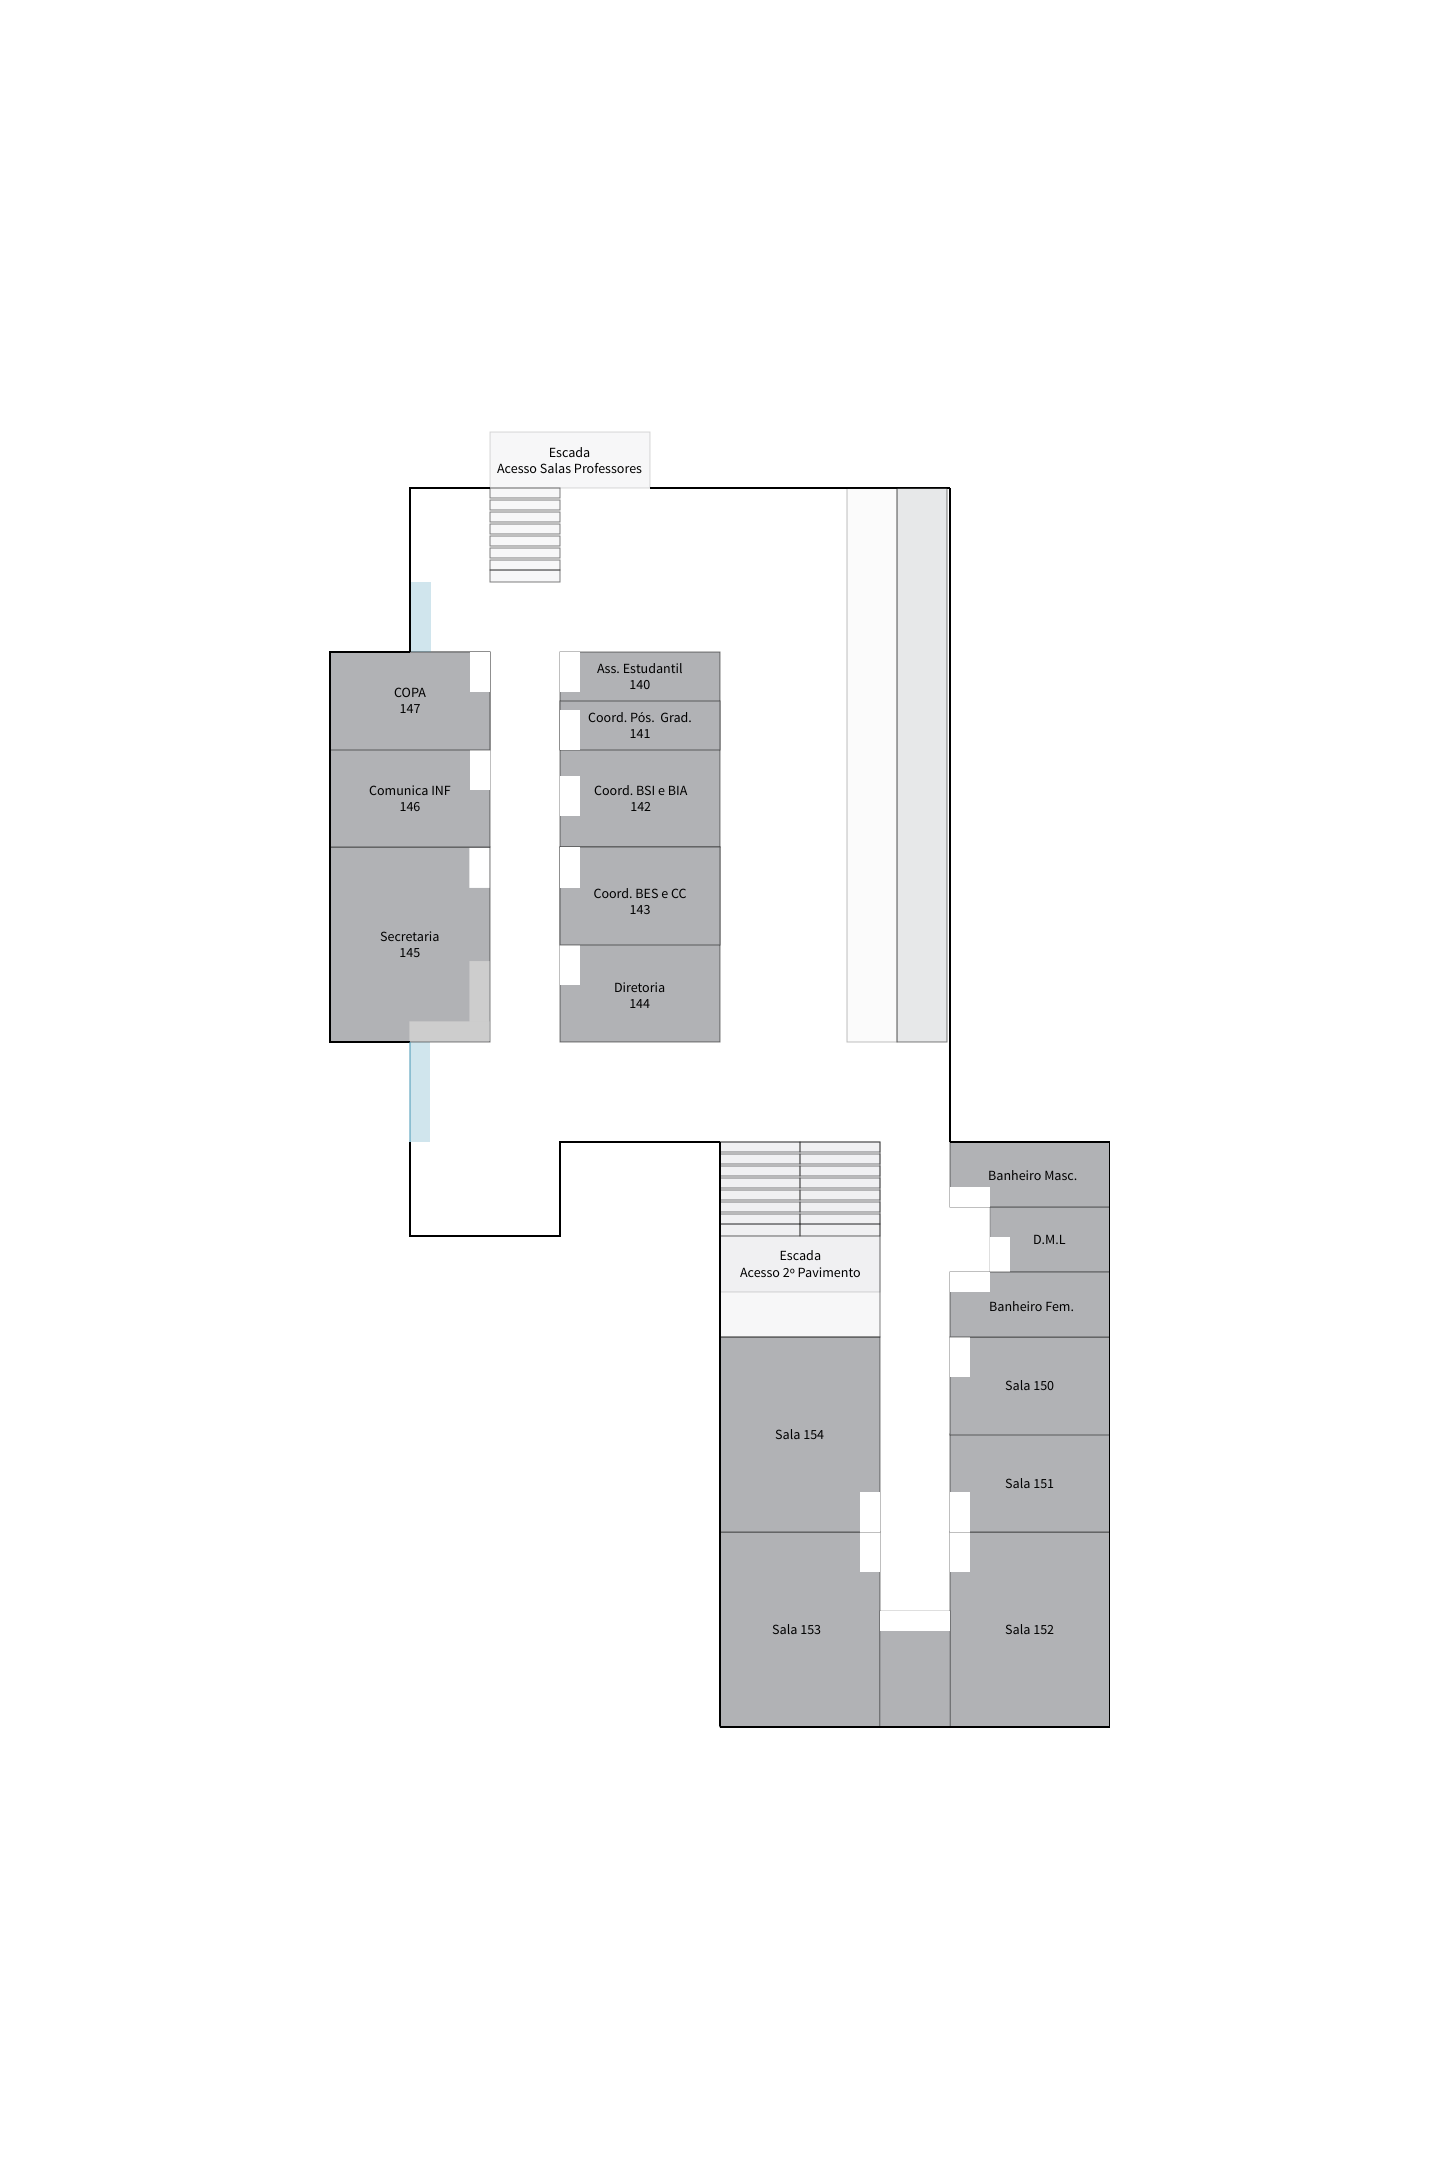 Escada
Acesso Salas Professores
COPA
147
Ass. Estudantil
140
Coord. Pós.  Grad.
141
Comunica INF
146
Coord. BSI e BIA
142
Secretaria
145
Coord. BES e CC
143
Diretoria
144
Banheiro Masc.
D.M.L
Escada
Acesso 2º Pavimento
Banheiro Fem.
Sala 150
Sala 154
Sala 151
Sala 153
Sala 152